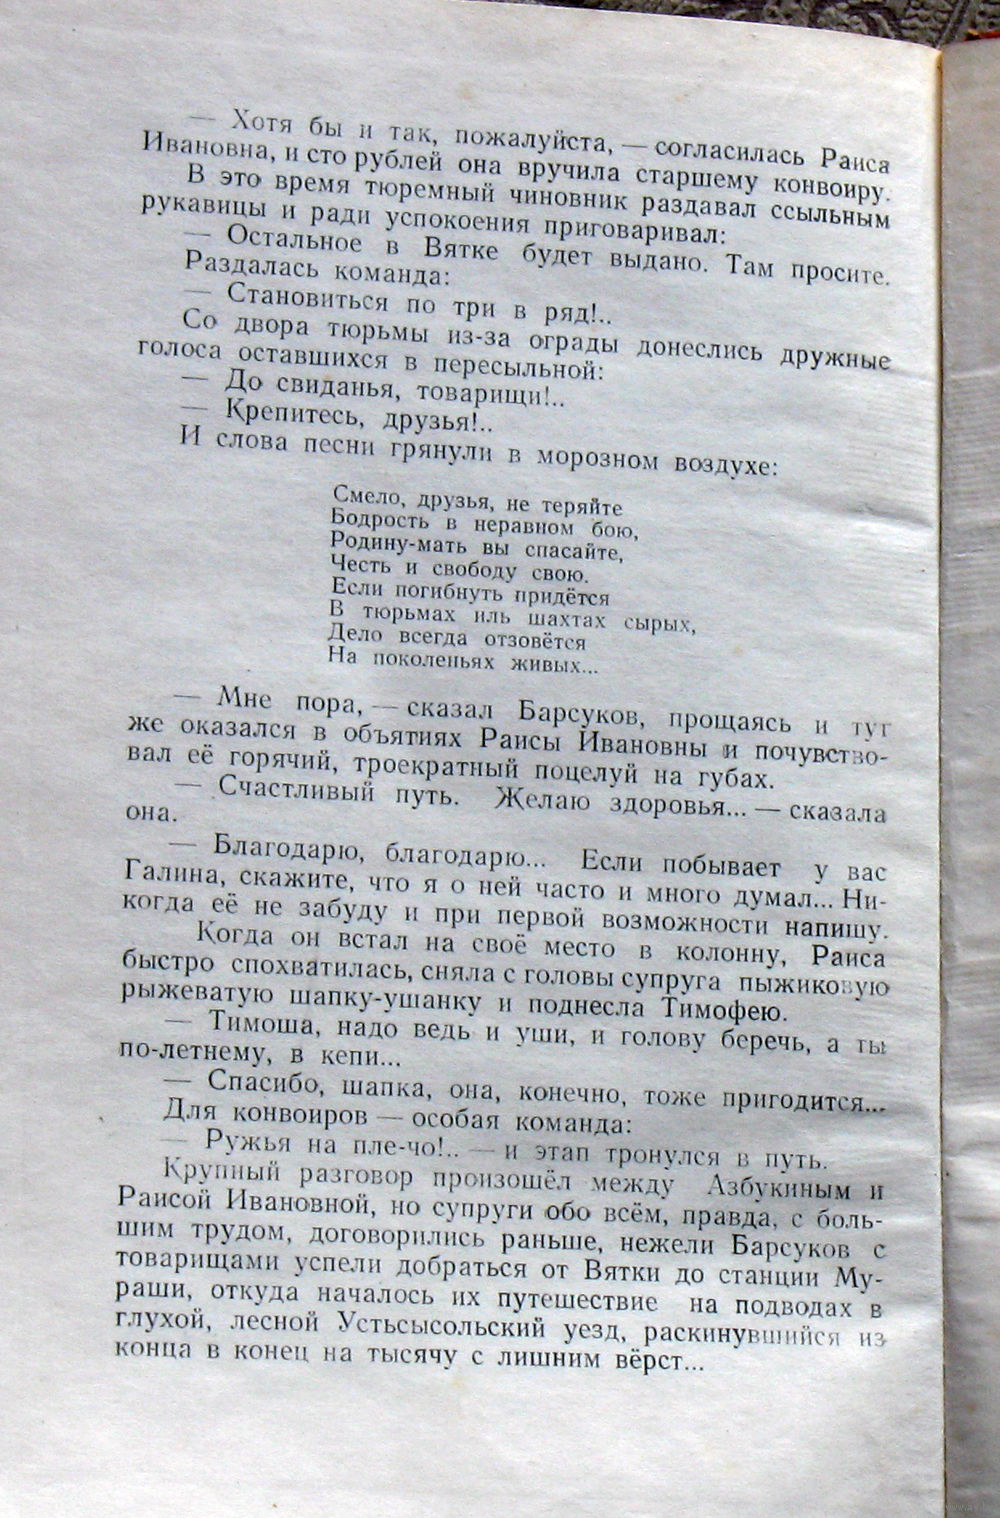 — Хотя бы и так, пожалуйста, — согласилась Раиса
Ивановна, и сто рублей она вручила старшему конвоиру.
В это время тюремный чиновник раздавал ссыльным
рукавицы и ради успокоения приговаривал:
— Остальное в Вятке будет выдано. Там просите.
Раздалась команда:
— Становиться по три в ряд!..
Со двора тюрьмы из-за ограды донеслись дружные
голоса оставшихся в пересыльной:
— До свиданья, товарищи!..
— Крепитесь, друзья!..
И слова песни грянули в морозном воздухе:
Смело, друзья, не теряйте
Бодрость в неравном бою,
Родину-мать вы спасайте,
Честь и свободу свою.
Если погибнуть придётся
В тюрьмах иль шахтах сырых,
Дело всегда отзовётся
На поколеньях живых...
— Мне пора, — сказал Барсуков, прощаясь и тут
же оказался в объятиях Раисы Ивановны и почувство-
вал её горячий, троекратный поцелуй на губах.
— Счастливый путь. Желаю здоровья... — сказала
она.
— Благодарю, благодарю... Если побывает у вас
Галина, скажите, что я о ней часто и много думал... Ни-
когда её не забуду и при первой возможности напишу.
Когда он встал на своё место в колонну, Раиса
быстро спохватилась, сняла с головы супруга пыжиковую
рыжеватую шапку-ушанку и поднесла Тимофею.
— Тимоша, надо ведь и уши, и голову беречь, а ты
по-летнему, в кепи...
— Спасибо, шапка, она, конечно, тоже пригодится...
Для конвоиров — особая команда:
— Ружья на пле-чо!.. — и этап тронулся в путь.
Крупный разговор произошёл между Азбукиным и
Раисой Ивановной, но супруги обо всём, правда, с боль-
шим трудом, договорились раньше, нежели Барсуков с
товарищами успели добраться от Вятки до станции Му-
раши, откуда началось их путешествие на подводах в
глухой, лесной Устьсысольский уезд, раскинувшийся из
конца в конец на тысячу с лишним вёрст...